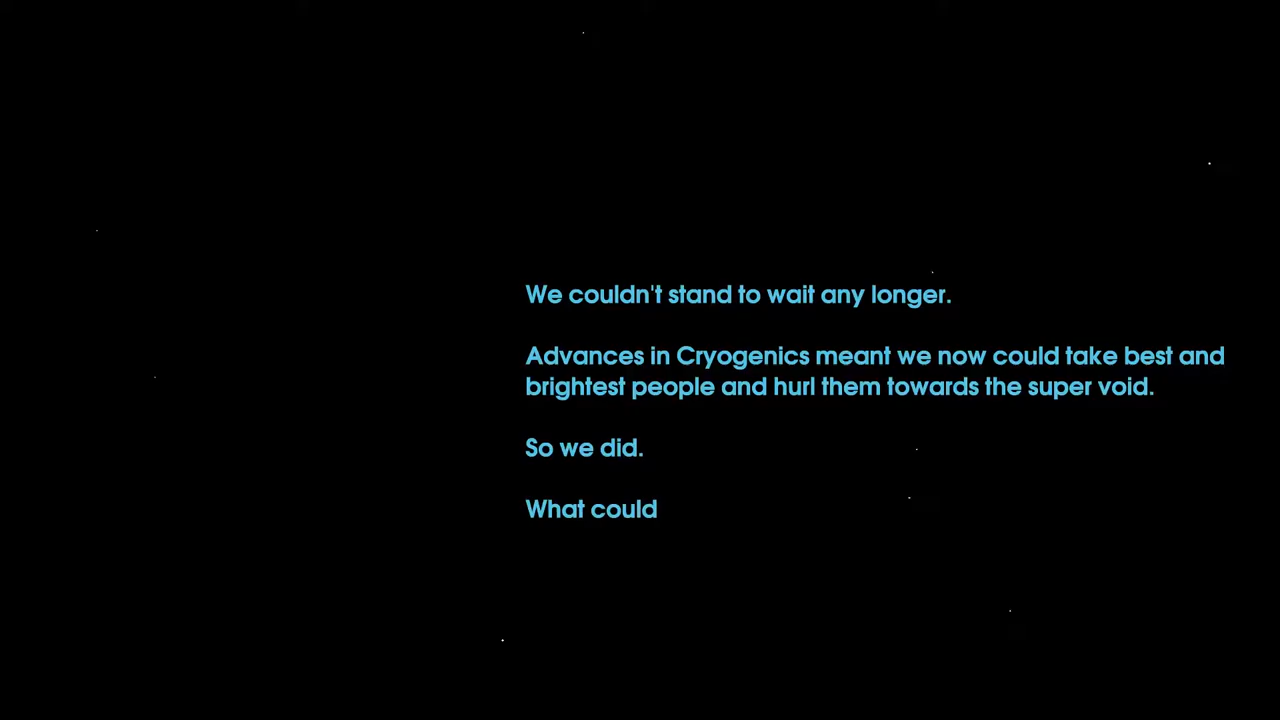 We couldn't stand to wait any longer.
Advances in Cryogenics meant we now could take best and
brightest people and hurl them towards the super void.
So we did.
What could